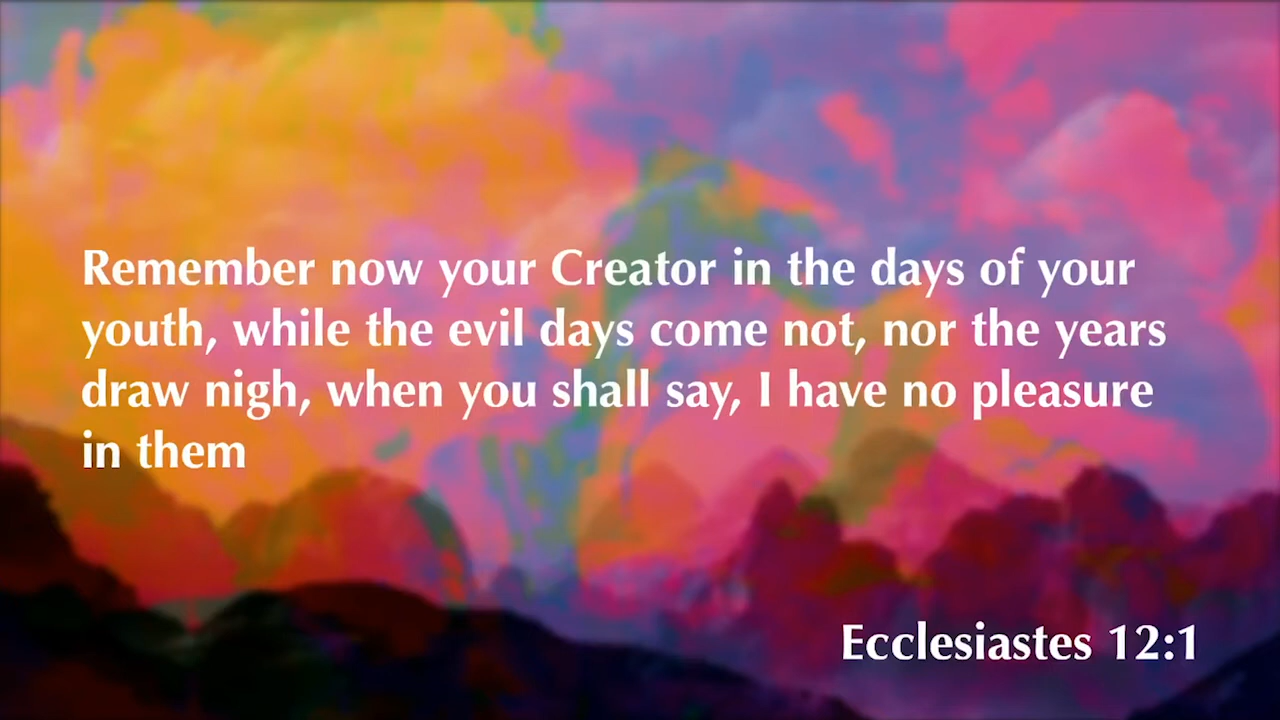 Remember now your Creator in the days of your
youth, while the evil days come not, nor the years
draw nigh, when you shall say, I have no pleasure
in them
Ecclesiastes 12:1